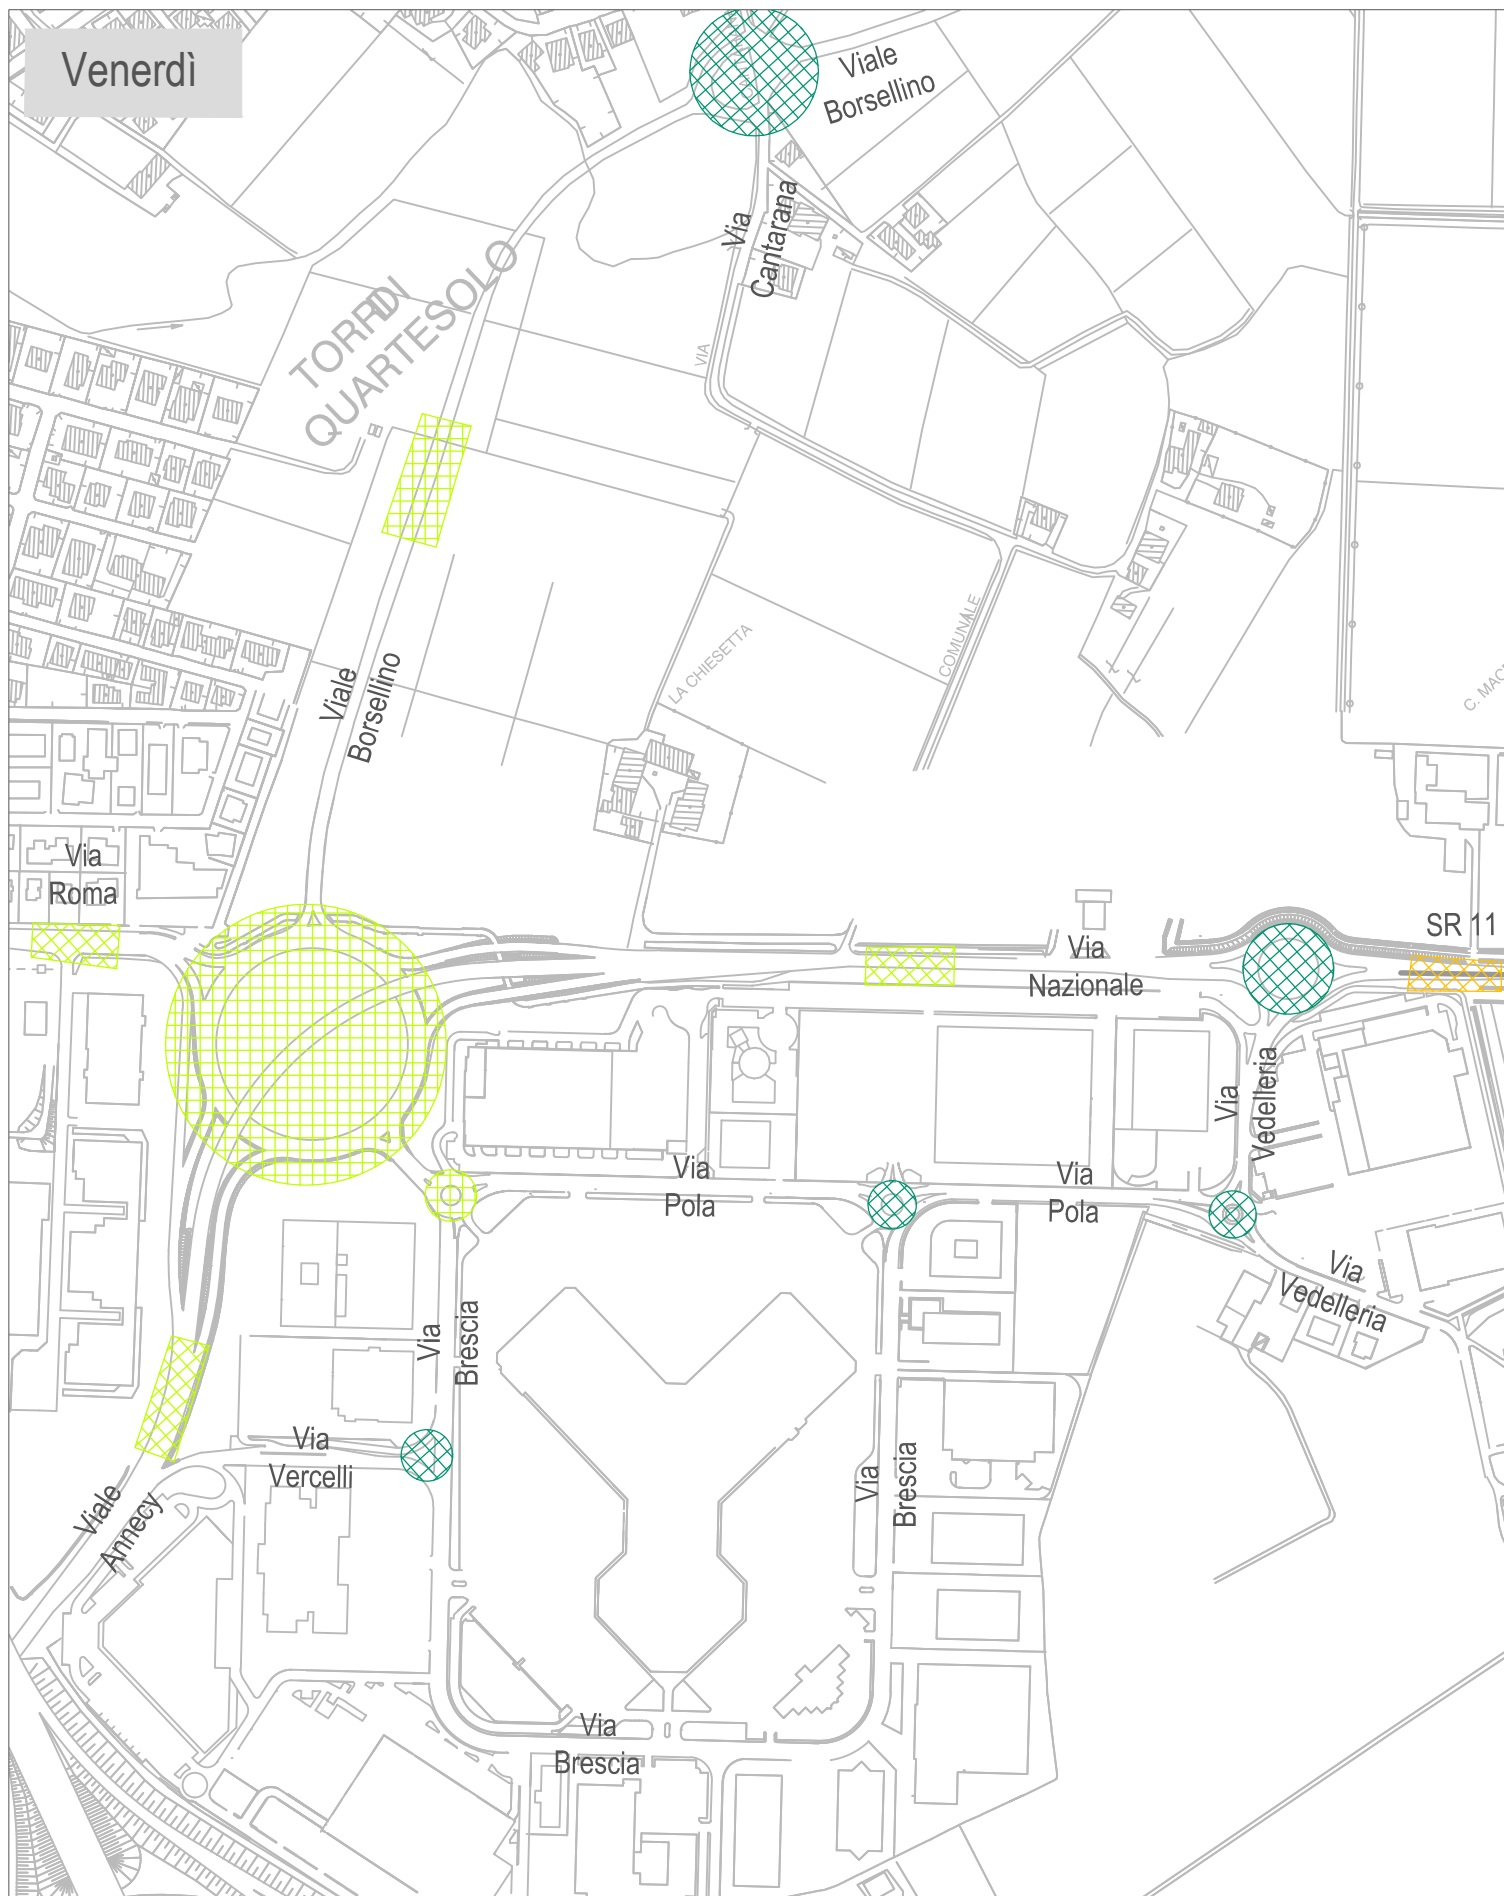 Venerdì
Viale
Borsellino
Via
Cantarana
TORRI DI
QUARTESOLO
VIA
Viale
Borsellino
LA CHIESETTA
COMUNALE
Via
Roma
SR 11
Via
Nazionale
Via
Vedelleria
Via
Pola
Via
Pola
Via
Vedelleria
Via
Brescia
Via
Vercelli
Via
Brescia
Viale
Annecy
Via
Brescia